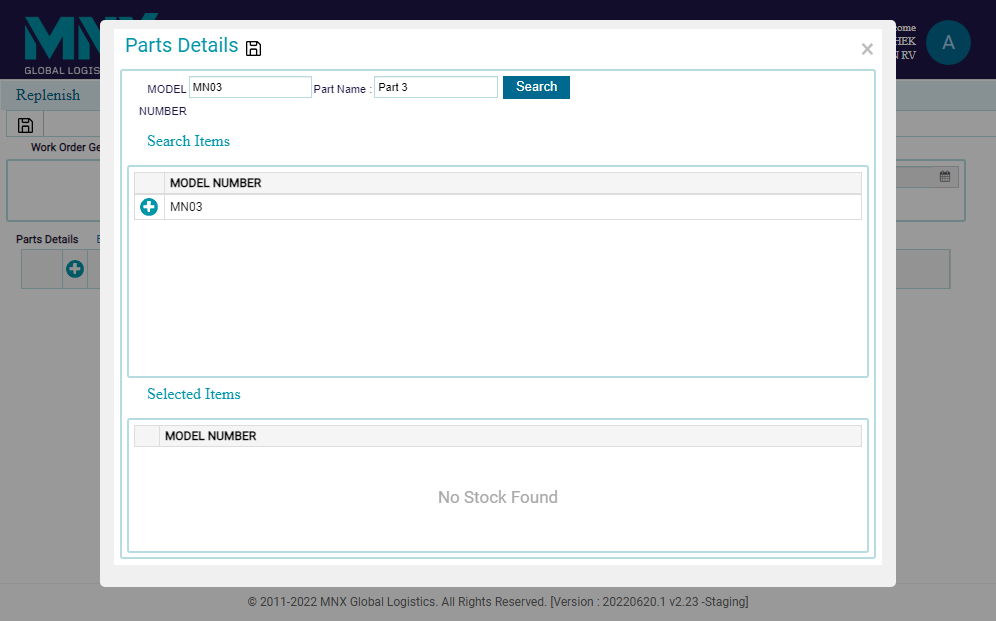 MNX
GLOBAL LOGIS
ome
HEK
N RV
A
Replenish
Work Order Ge
Parts Details
Parts Details
×
MODEL NUMBER
MN03
Part Name :
Part 3
Search
Search Items
MODEL NUMBER
MN03
Selected Items
MODEL NUMBER
No Stock Found
© 2011-2022 MNX Global Logistics. All Rights Reserved. [Version : 20220620.1 v2.23 -Staging]